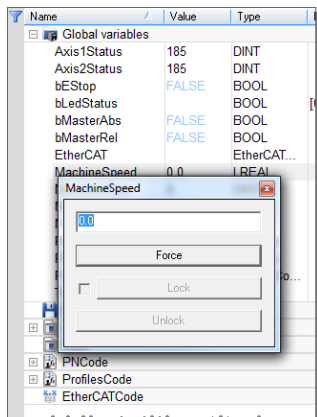 Name / Value Type
Global variables
Axis1Status 185 DINT
Axis2Status 185 DINT
bEStop FALSE BOOL
bLedStatus BOOL
bMasterAbs FALSE BOOL
bMasterRel FALSE BOOL
EtherCAT EtherCAT...
MachineSpeed 0.0 LREAL
MachineSpeed
0.0
Force
Lock
Unlock
PNCode
ProfilesCode
EtherCATCode